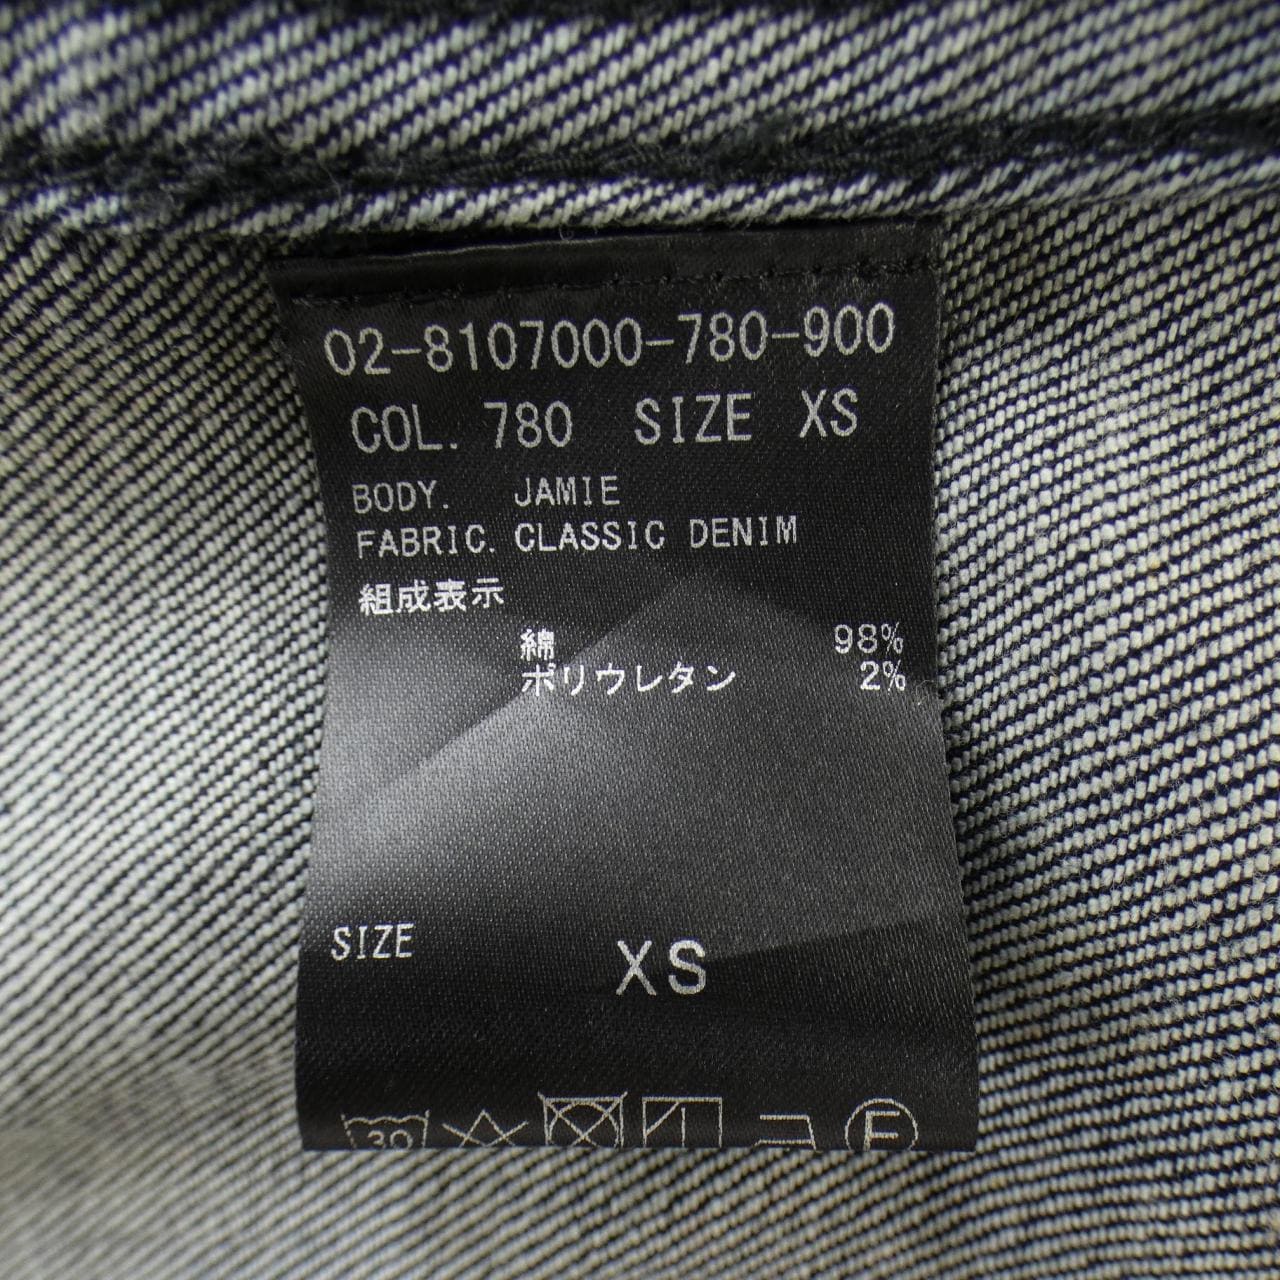 02-8107000-780-900
COL. 780 SIZE XS
BODY. JAMIE
FABRIC. CLASSIC DENIM
組成表示
綿 98%
ポリウレタン 2%
SIZE XS
30 F